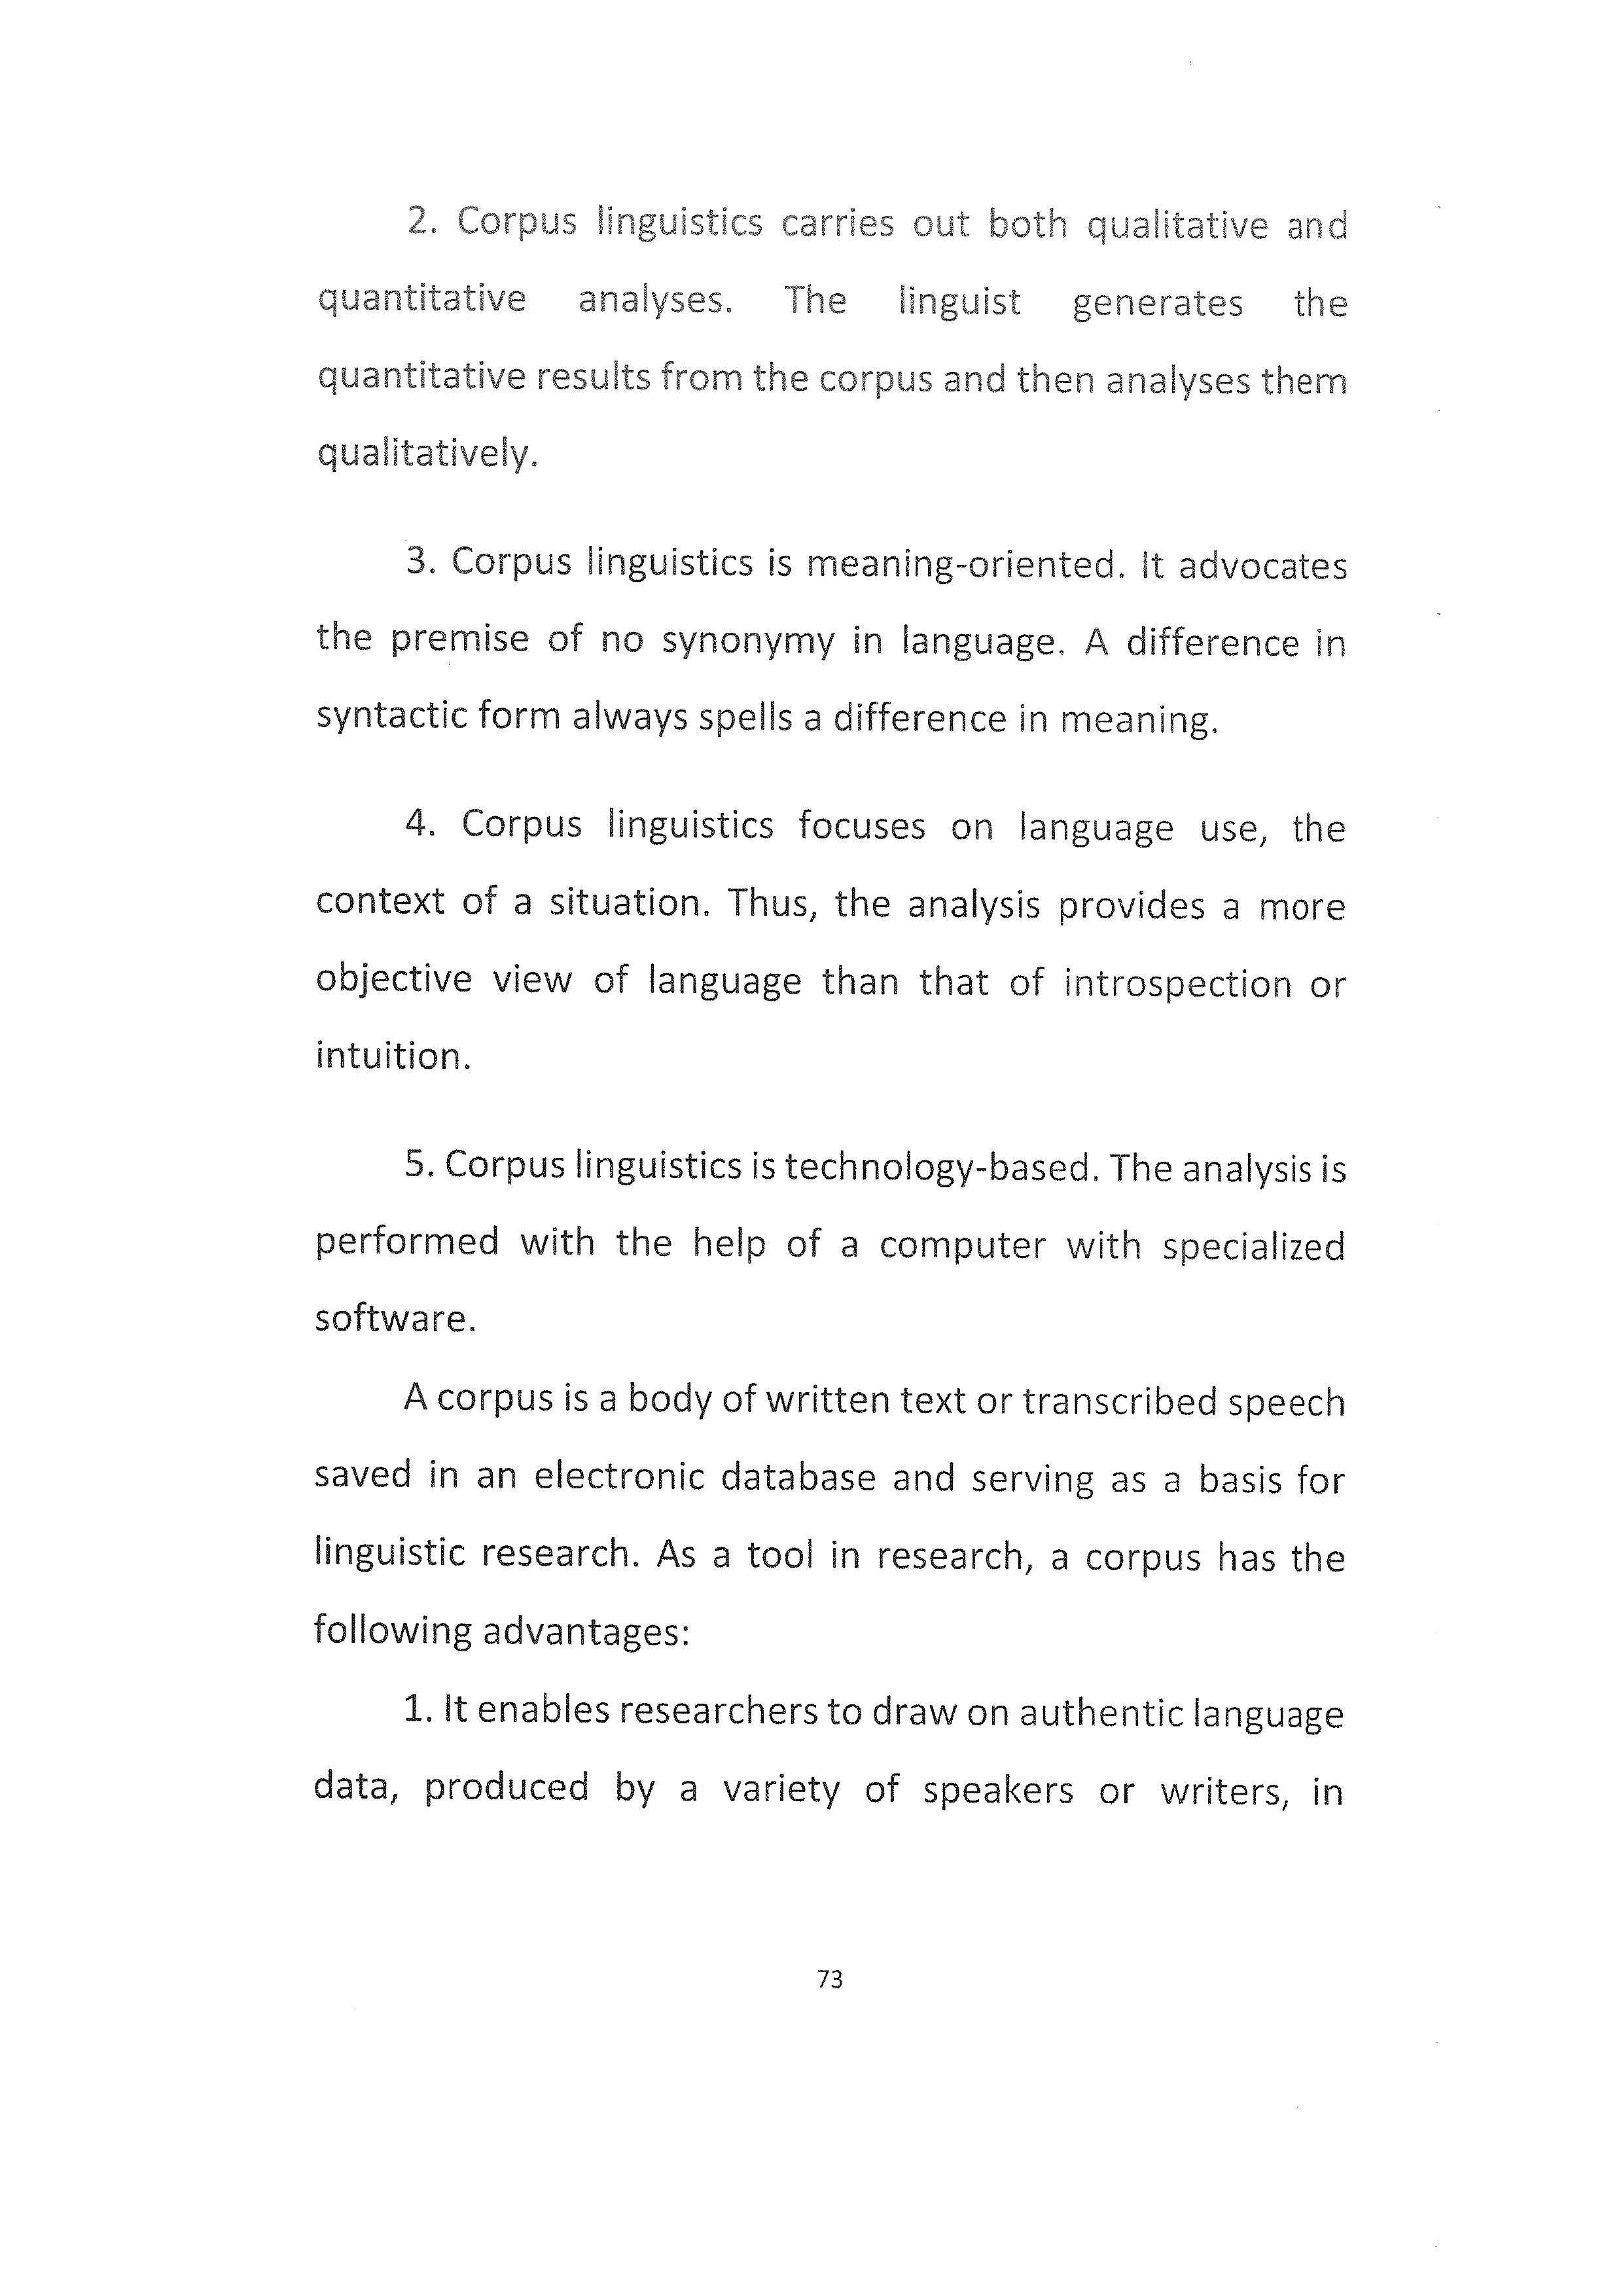 2. Corpus linguistics carries out both qualitative and
quantitative analyses. The linguist generates the
quantitative results from the corpus and then analyses them
qualitatively.
3. Corpus linguistics is meaning-oriented. It advocates
the premise of no synonymy in language. A difference in
syntactic form always spells a difference in meaning.
4. Corpus linguistics focuses on language use, the
context of a situation. Thus, the analysis provides a more
objective view of language than that of introspection or
intuition.
5. Corpus linguistics is technology-based. The analysis is
performed with the help of a computer with specialized
software.
A corpus is a body of written text or transcribed speech
saved in an electronic database and serving as a basis for
linguistic research. As a tool in research, a corpus has the
following advantages:
1. It enables researchers to draw on authentic language
data, produced by a variety of speakers or writers, in
73